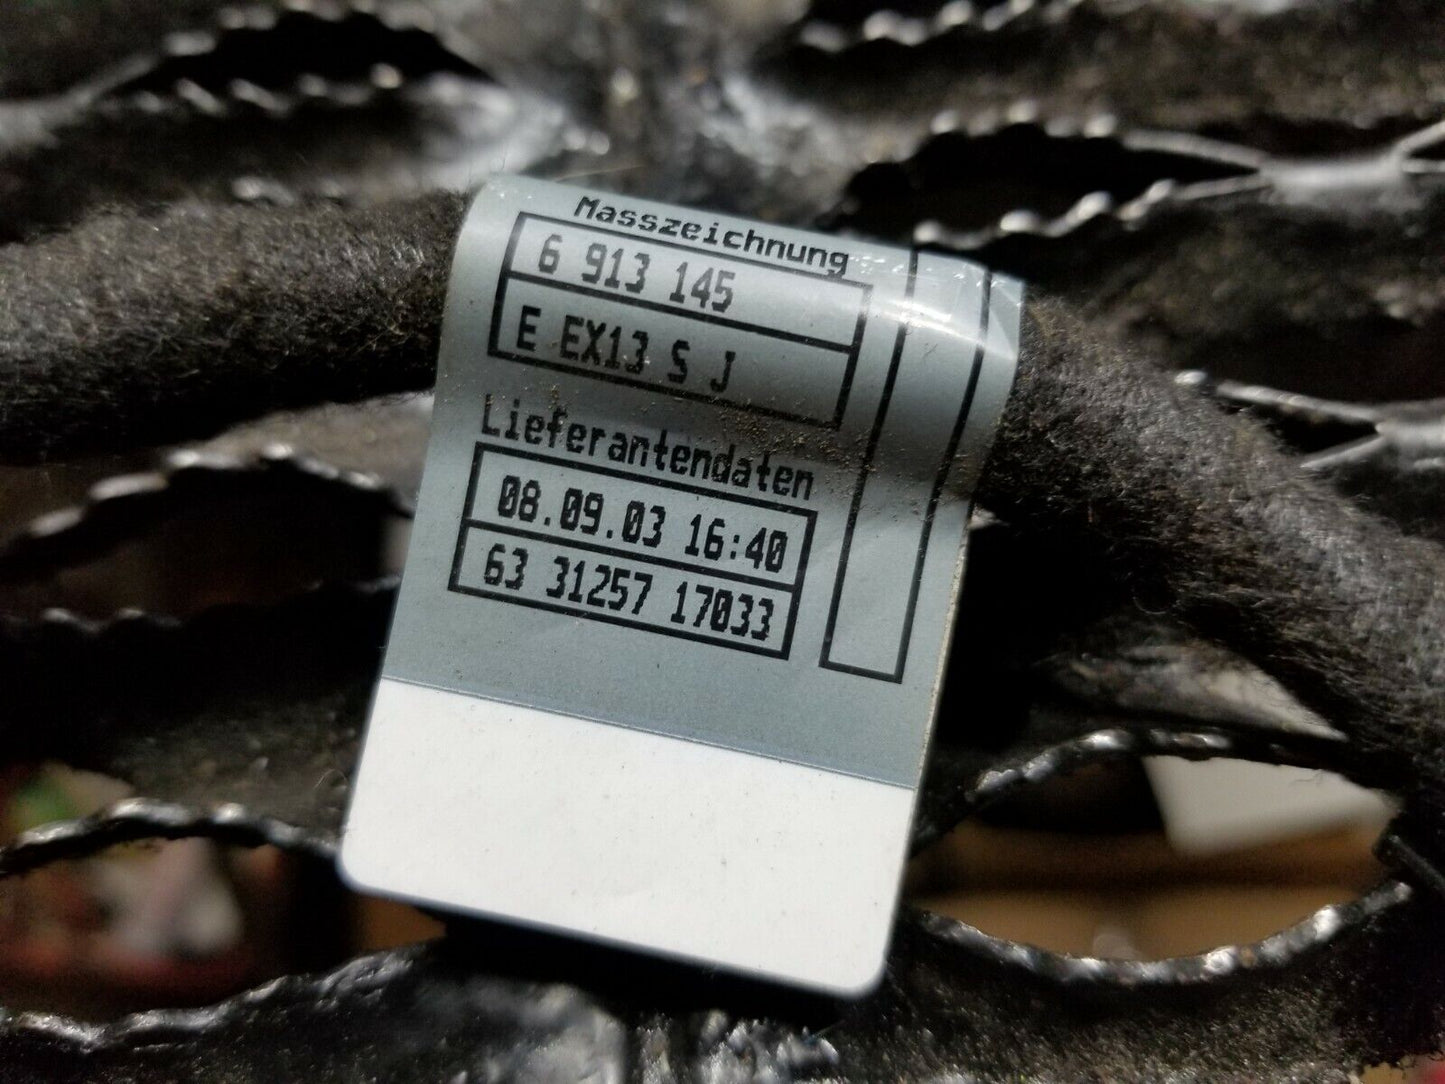 Masszeichnung
6 913 145
E EX13 S J
Lieferantendaten
08.09.03 16:40
63 31257 17033